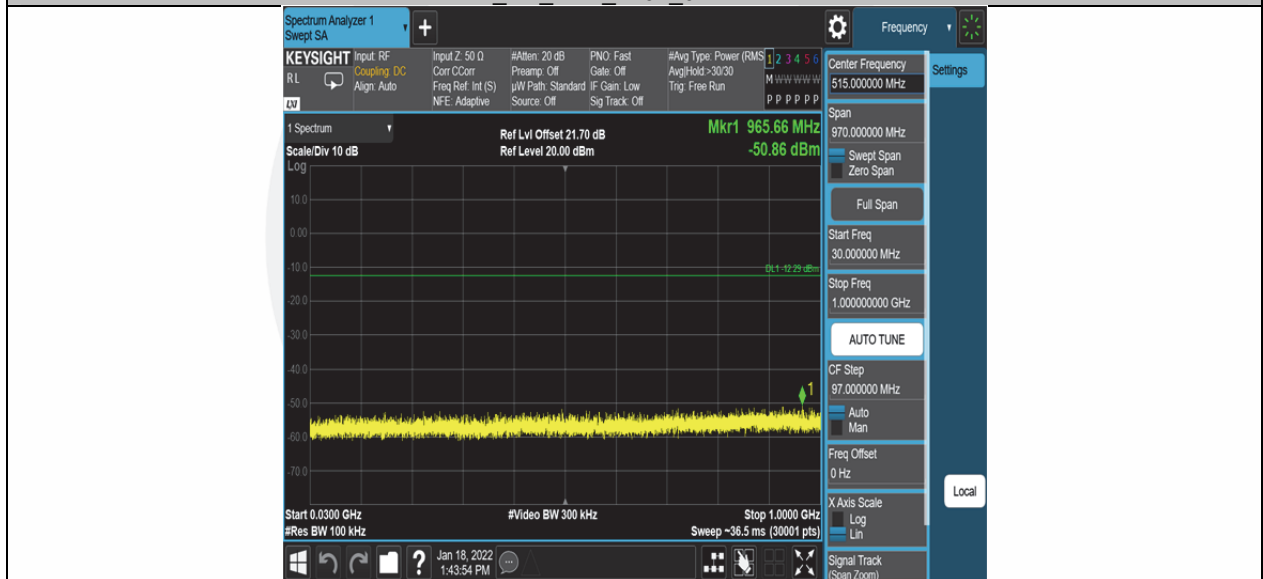 Spectrum Analyzer 1
Swept SA
+
Frequency
KEYSIGHT
RL
Input: RF
Coupling: DC
Align: Auto
Input Z: 50 Ω
Corr CCorr
Freq Ref: Int (S)
NFE: Adaptive
#Atten: 20 dB
Preamp: Off
µW Path: Standard
Source: Off
PNO: Fast
Gate: Off
IF Gain: Low
Sig Track: Off
#Avg Type: Power (RMS
Avg|Hold:>30/30
Trig: Free Run
1 2 3 4 5 6
M W W W W W
P P P P P P
1 Spectrum
Scale/Div 10 dB
Log
Ref Lvl Offset 21.70 dB
Ref Level 20.00 dBm
Mkr1 965.66 MHz
-50.86 dBm
10.0
0.00
-10.0
DL1 -12.29 dBm
-20.0
-30.0
-40.0
1
-50.0
-60.0
-70.0
Start 0.0300 GHz
#Res BW 100 kHz
#Video BW 300 kHz
Stop 1.0000 GHz
Sweep ~36.5 ms (30001 pts)
Center Frequency
515.000000 MHz
Settings
Span
970.000000 MHz
Swept Span
Zero Span
Full Span
Start Freq
30.000000 MHz
Stop Freq
1.000000000 GHz
AUTO TUNE
CF Step
97.000000 MHz
Auto
Man
Freq Offset
0 Hz
Local
X Axis Scale
Log
Lin
Signal Track
(Span Zoom)
?
Jan 18, 2022
1:43:54 PM